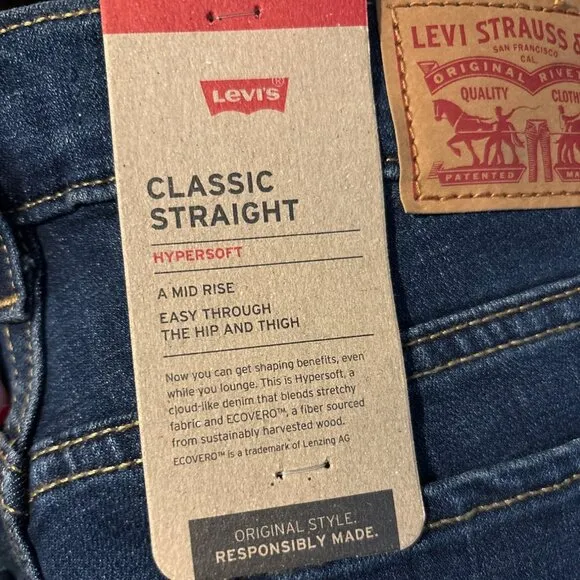 Levi's®
CLASSIC
STRAIGHT
HYPERSOFT
A MID RISE
EASY THROUGH
THE HIP AND THIGH
Now you can get shaping benefits, even
while you lounge. This is Hypersoft, a
cloud-like denim that blends stretchy
fabric and ECOVERO™, a fiber sourced
from sustainably harvested wood.
ECOVERO™ is a trademark of Lenzing AG
ORIGINAL STYLE.
RESPONSIBLY MADE.
LEVI STRAUSS &
SAN FRANCISCO
CAL.
ORIGINAL RIVE
QUALITY CLOTH
PATENTED MA